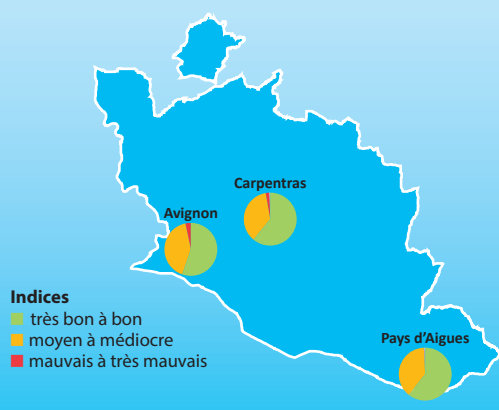 Carpentras
Avignon
Indices
très bon à bon
moyen à médiocre
mauvais à très mauvais
Pays d'Aigues